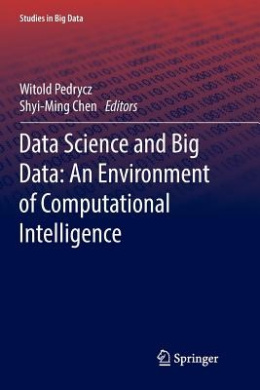 Studies in Big Data
Witold Pedrycz
Shyi-Ming Chen Editors
Data Science and Big
Data: An Environment
of Computational
Intelligence
Springer